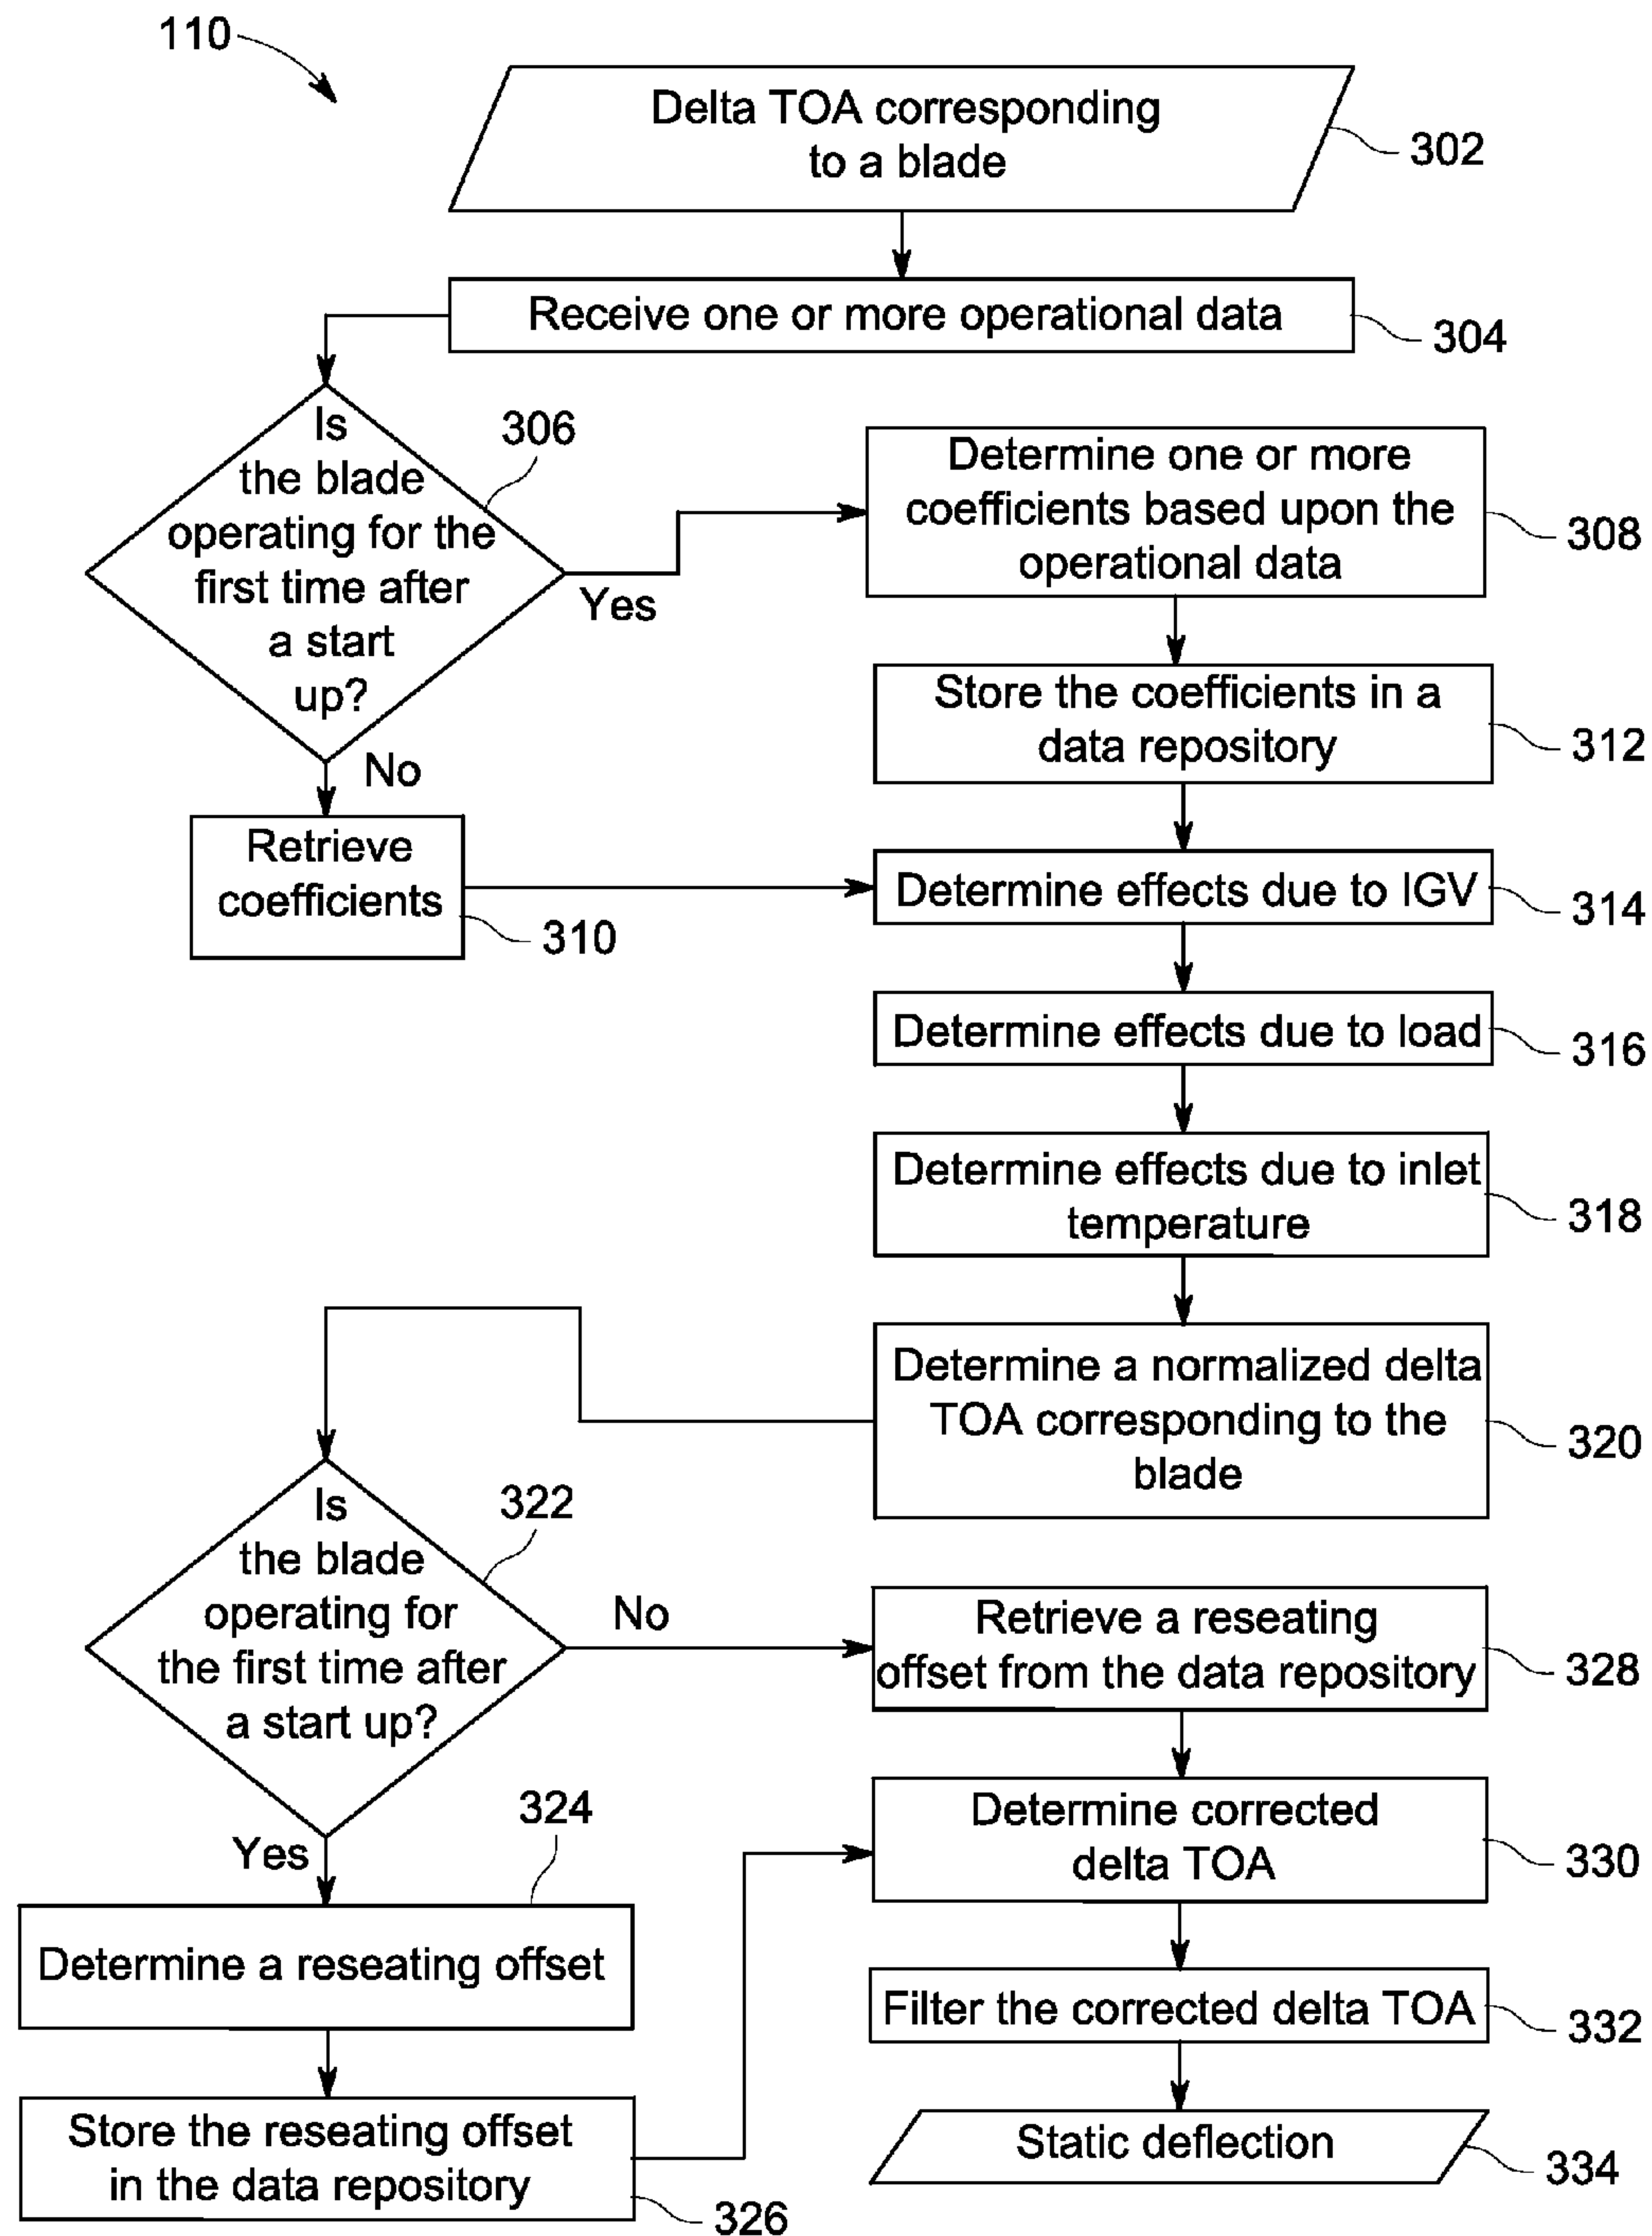 110
Delta TOA corresponding
to a blade
302
Receive one or more operational data
304
Is
the blade
operating for the
first time after
a start
up?
306
Yes
No
Determine one or more
coefficients based upon the
operational data
308
Store the coefficients in a
data repository
312
Retrieve
coefficients
310
Determine effects due to IGV
314
Determine effects due to load
316
Determine effects due to inlet
temperature
318
Determine a normalized delta
TOA corresponding to the
blade
320
Is
the blade
operating for
the first time after
a start up?
322
No
Yes
Retrieve a reseating
offset from the data repository
328
324
Determine a reseating offset
Store the reseating offset
in the data repository
326
Determine corrected
delta TOA
330
Filter the corrected delta TOA
332
Static deflection
334